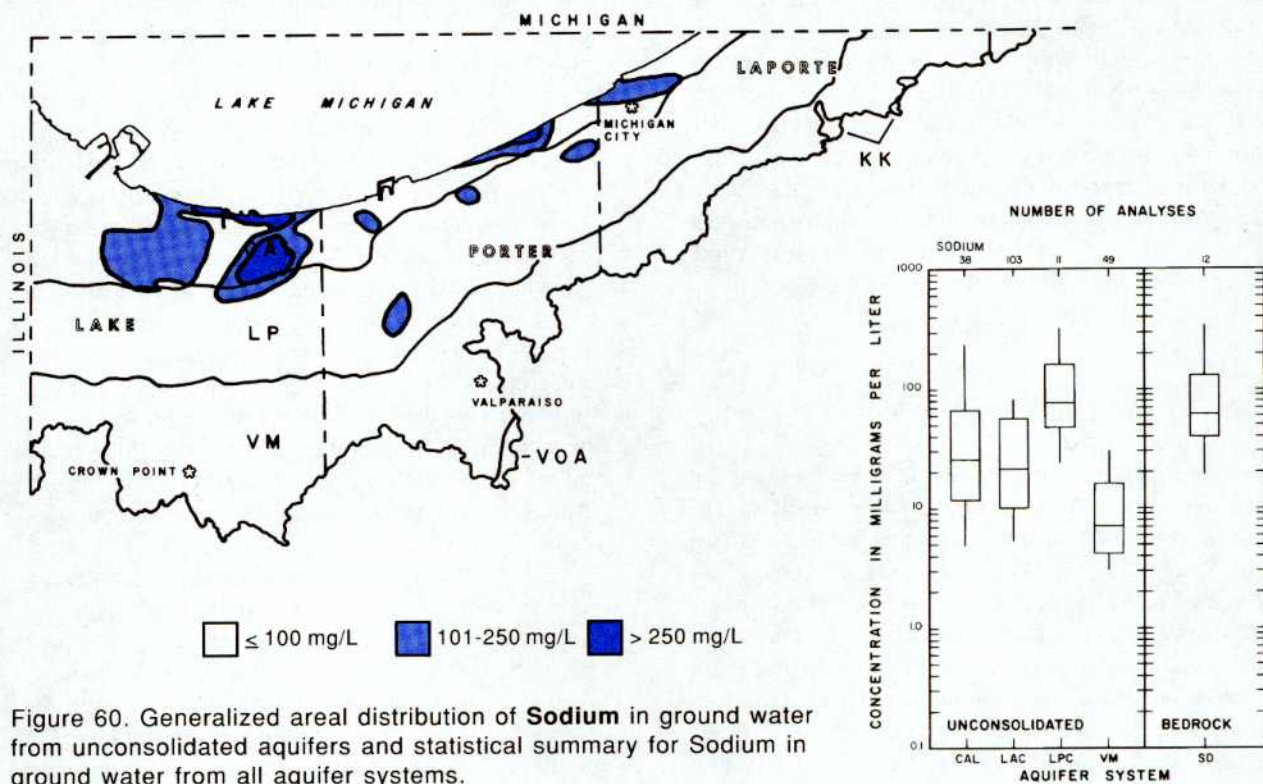 MICHIGAN
LAPORTE
LAKE MICHIGAN
MICHIGAN
CITY
KK
ILLINOIS
PORTER
LAKE
LP
VALPARAISO
VM
VOA
CROWN POINT
≤ 100 mg/L 101-250 mg/L > 250 mg/L
Figure 60. Generalized areal distribution of Sodium in ground water
from unconsolidated aquifers and statistical summary for Sodium in
ground water from all aquifer systems.
NUMBER OF ANALYSES
SODIUM
38 103 11 49 12
1000
100
10
1.0
0.1
CONCENTRATION IN MILLIGRAMS PER LITER
UNCONSOLIDATED BEDROCK
CAL LAC LPC VM SD
AQUIFER SYSTEM